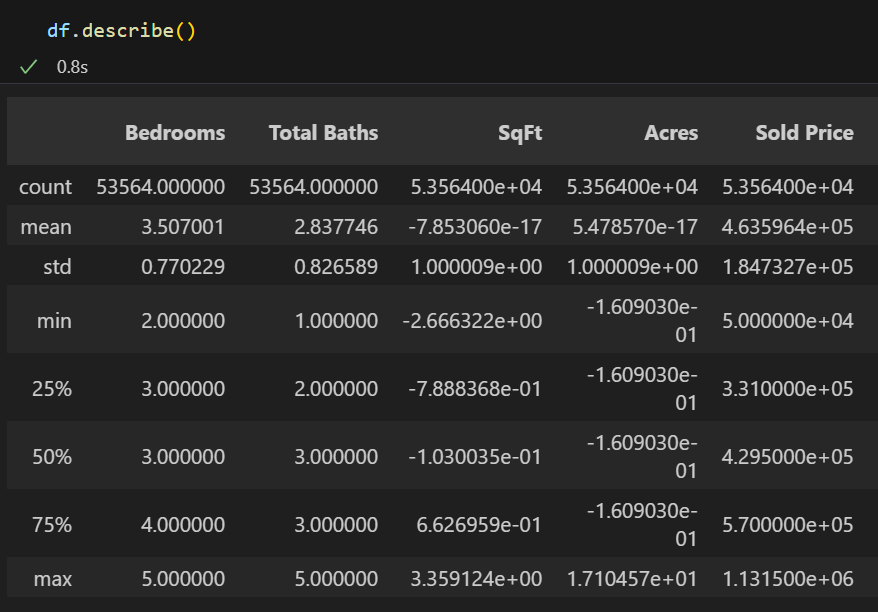 df.describe()
0.8s
Bedrooms Total Baths SqFt Acres Sold Price
count 53564.000000 53564.000000 5.356400e+04 5.356400e+04 5.356400e+04
mean 3.507001 2.837746 -7.853060e-17 5.478570e-17 4.635964e+05
std 0.770229 0.826589 1.000009e+00 1.000009e+00 1.847327e+05
min 2.000000 1.000000 -2.666322e+00 -1.609030e-
01 5.000000e+04
25% 3.000000 2.000000 -7.888368e-01 -1.609030e-
01 3.310000e+05
50% 3.000000 3.000000 -1.030035e-01 -1.609030e-
01 4.295000e+05
75% 4.000000 3.000000 6.626959e-01 -1.609030e-
01 5.700000e+05
max 5.000000 5.000000 3.359124e+00 1.710457e+01 1.131500e+06